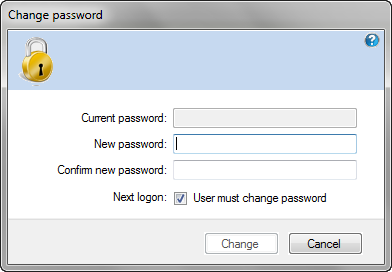 Change password
?
Current password:
New password:
Confirm new password:
Next logon: User must change password
Change Cancel